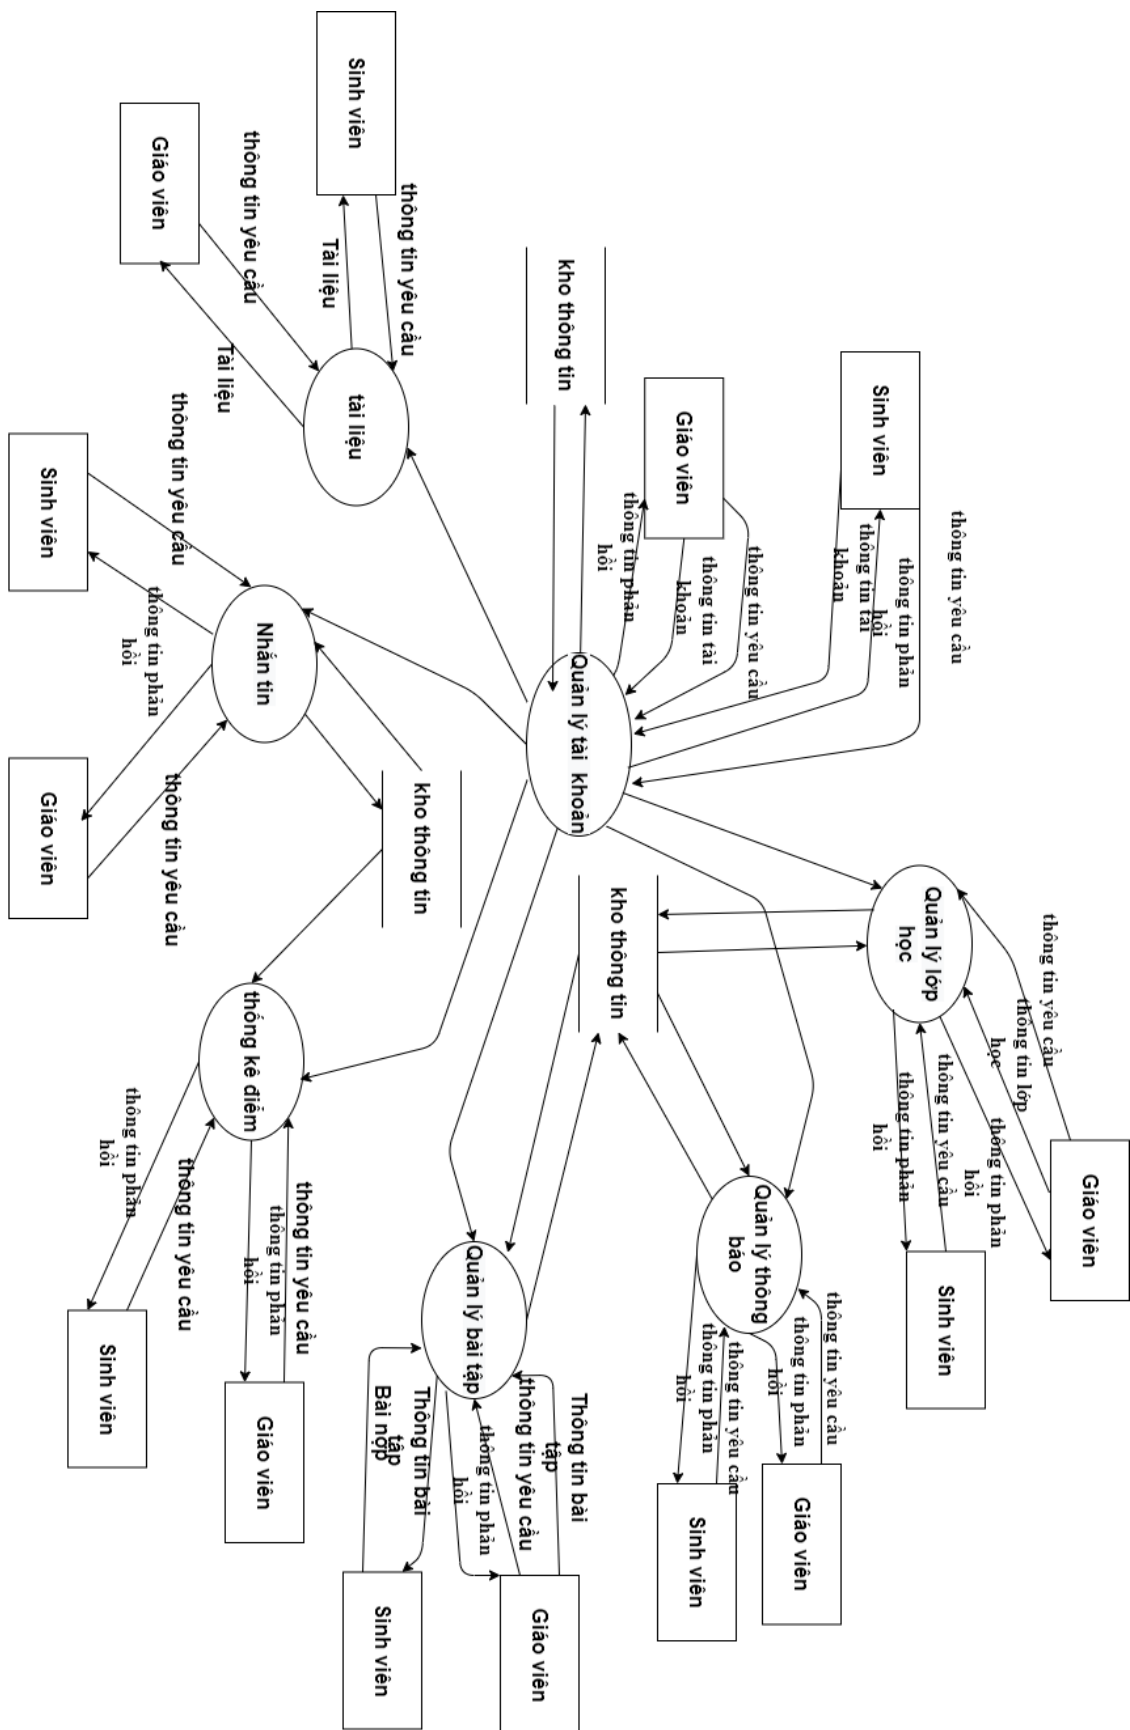 thông tin yêu cầu
Sinh viên
thông tin phản
hồi
thông tin tài
khoản
Giáo viên
thông tin yêu cầu
thông tin tài
khoản
thông tin phản
hồi
kho thông tin
Quản lý tài khoản
Giáo viên
thông tin yêu cầu
thông tin lớp
học
thông tin phản
hồi
Quản lý lớp
học
thông tin yêu cầu
thông tin phản
hồi
Sinh viên
kho thông tin
Quản lý thông
báo
thông tin yêu cầu
thông tin phản
hồi
Giáo viên
thông tin yêu cầu
thông tin phản
hồi
Sinh viên
Quản lý bài tập
Thông tin bài
tập
thông tin yêu cầu
thông tin phản
hồi
Giáo viên
Thông tin bài
tập
Bài nợp
Sinh viên
Sinh viên
thông tin yêu cầu
Tài liệu
tài liệu
Giáo viên
thông tin yêu cầu
Tài liệu
kho thông tin
Nhắn tin
thông tin yêu cầu
Sinh viên
thông tin phản
hồi
thông tin yêu cầu
Giáo viên
thống kê điểm
thông tin yêu cầu
thông tin phản
hồi
Giáo viên
thông tin yêu cầu
thông tin phản
hồi
Sinh viên